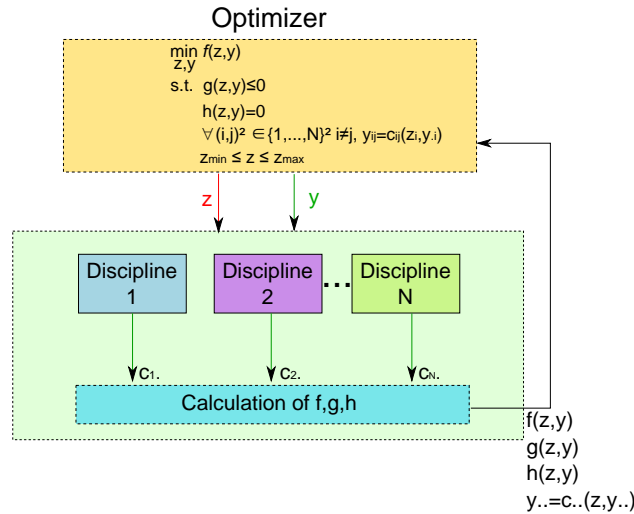 Optimizer
min f(z,y)
z,y
s.t. g(z,y)≤0
h(z,y)=0
∀(i,j)² ∈{1,...,N}² i≠j, yᵢⱼ=cᵢⱼ(zᵢ,y.ᵢ)
zmin ≤ z ≤ zmax
z y
Discipline 1
Discipline 2
...
Discipline N
c₁. c₂. cN.
Calculation of f,g,h
f(z,y)
g(z,y)
h(z,y)
y..=c..(z,y..)